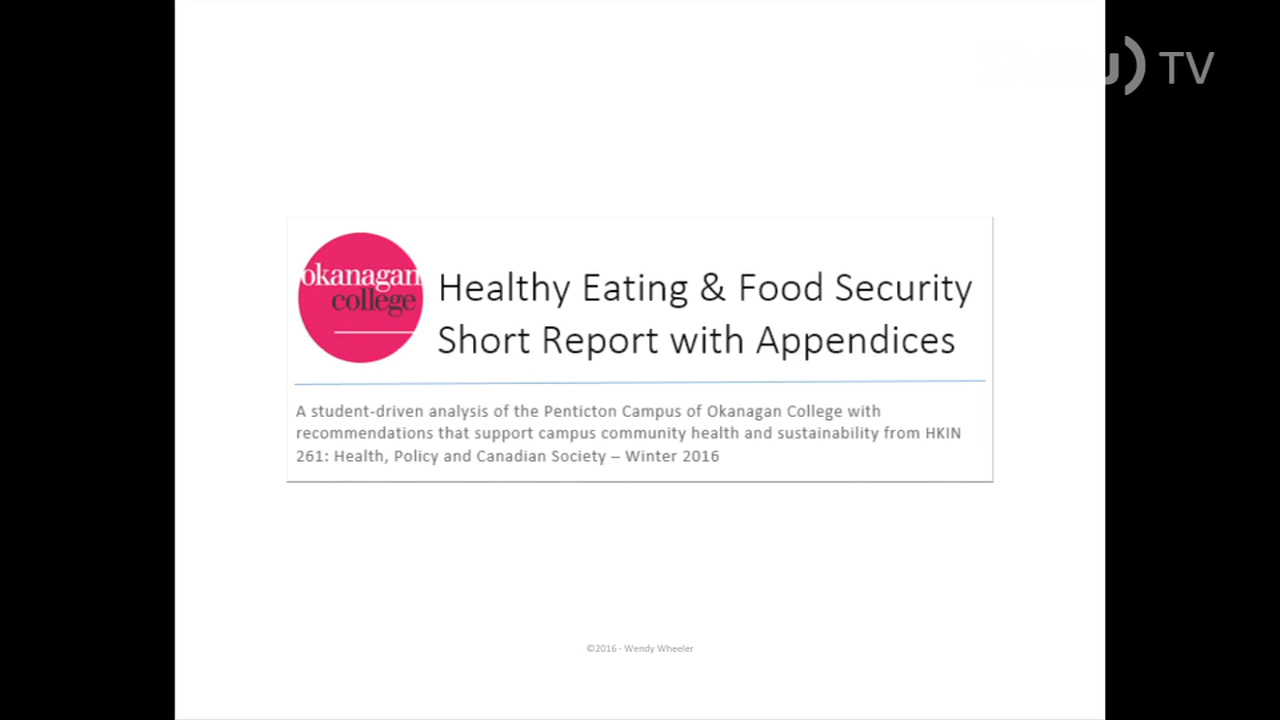 TV
okanagan
college
Healthy Eating & Food Security
Short Report with Appendices
A student-driven analysis of the Penticton Campus of Okanagan College with
recommendations that support campus community health and sustainability from HKIN
261: Health, Policy and Canadian Society – Winter 2016
©2016 - Wendy Wheeler